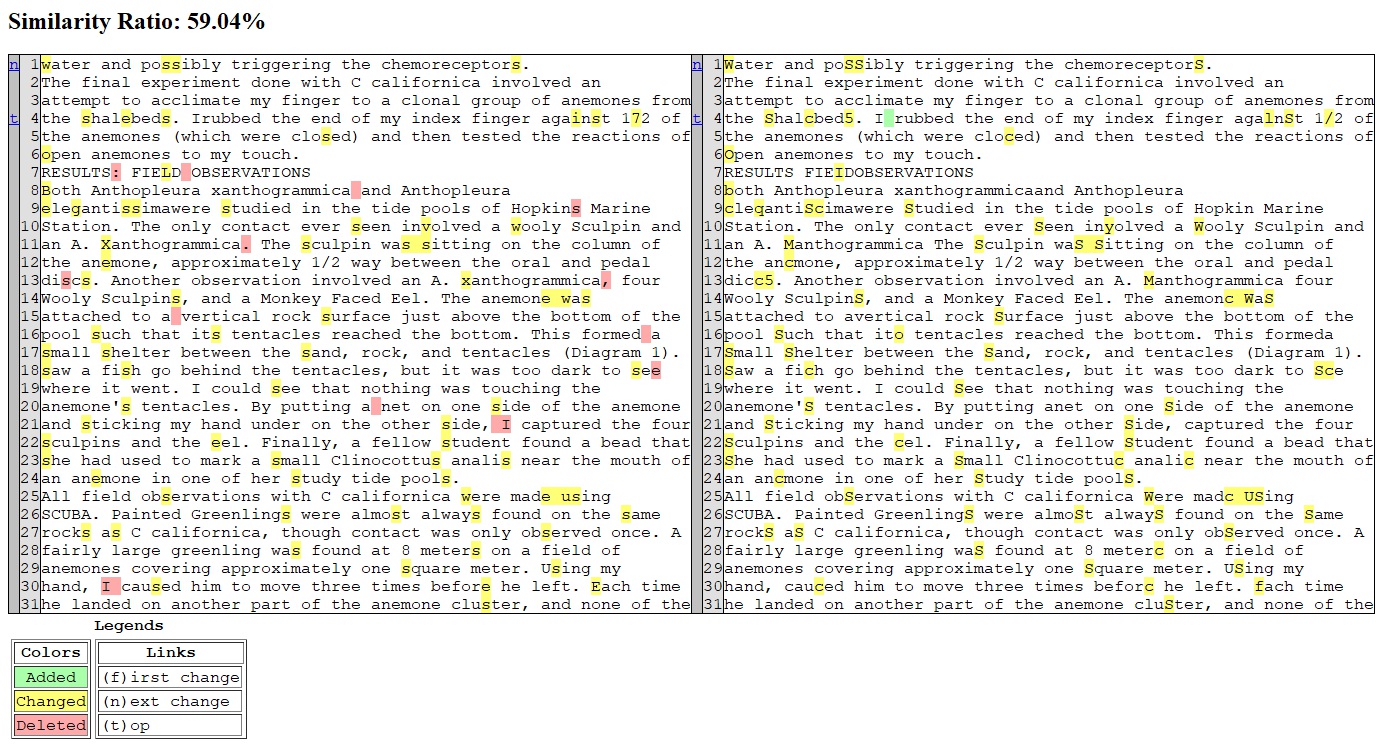 Similarity Ratio: 59.04%
n 1 water and possibly triggering the chemoreceptors.
2 The final experiment done with C californica involved an
3 attempt to acclimate my finger to a clonal group of anemones from
t 4 the shalebeds. Irubbed the end of my index finger against 172 of
5 the anemones (which were closed) and then tested the reactions of
6 open anemones to my touch.
7 RESULTS: FIELD OBSERVATIONS
8 Both Anthopleura xanthogrammica and Anthopleura
9 elegantissimawere studied in the tide pools of Hopkins Marine
10 Station. The only contact ever seen involved a wooly Sculpin and
11 an A. Xanthogrammica. The sculpin was sitting on the column of
12 the anemone, approximately 1/2 way between the oral and pedal
13 discs. Another observation involved an A. xanthogrammica, four
14 Wooly Sculpins, and a Monkey Faced Eel. The anemone was
15 attached to a vertical rock surface just above the bottom of the
16 pool such that its tentacles reached the bottom. This formed a
17 small shelter between the sand, rock, and tentacles (Diagram 1).
18 saw a fish go behind the tentacles, but it was too dark to see
19 where it went. I could see that nothing was touching the
20 anemone's tentacles. By putting a net on one side of the anemone
21 and sticking my hand under on the other side, I captured the four
22 sculpins and the eel. Finally, a fellow student found a bead that
23 she had used to mark a small Clinocottus analis near the mouth of
24 an anemone in one of her study tide pools.
25 All field observations with C californica were made using
26 SCUBA. Painted Greenlings were almost always found on the same
27 rocks as C californica, though contact was only observed once. A
28 fairly large greenling was found at 8 meters on a field of
29 anemones covering approximately one square meter. Using my
30 hand, I caused him to move three times before he left. Each time
31 he landed on another part of the anemone cluster, and none of the
n 1 Water and poSSibly triggering the chemoreceptorS.
2 The final experiment done with C californica involved an
3 attempt to acclimate my finger to a clonal group of anemones from
t 4 the Shalcbed5. I rubbed the end of my index finger agalnSt 1/2 of
5 the anemones (which were cloced) and then tested the reactions of
6 Open anemones to my touch.
7 RESULTS FIEIDOBSERVATIONS
8 both Anthopleura xanthogrammicaand Anthopleura
9 cleqantiScimawere Studied in the tide pools of Hopkin Marine
10 Station. The only contact ever Seen inyolved a Wooly Sculpin and
11 an A. Manthogrammica The Sculpin waS Sitting on the column of
12 the ancmone, approximately 1/2 way between the oral and pedal
13 dicc5. Another observation involved an A. Manthogrammica four
14 Wooly SculpinS, and a Monkey Faced Eel. The anemonc WaS
15 attached to avertical rock Surface just above the bottom of the
16 pool Such that ito tentacles reached the bottom. This formeda
17 Small Shelter between the Sand, rock, and tentacles (Diagram 1).
18 Saw a fich go behind the tentacles, but it was too dark to Sce
19 where it went. I could See that nothing was touching the
20 anemone'S tentacles. By putting anet on one Side of the anemone
21 and Sticking my hand under on the other Side, captured the four
22 Sculpins and the cel. Finally, a fellow Student found a bead that
23 She had used to mark a Small Clinocottuc analic near the mouth of
24 an ancmone in one of her Study tide poolS.
25 All field obServations with C californica Were madc USing
26 SCUBA. Painted GreenlingS were almoSt alwayS found on the Same
27 rockS aS C californica, though contact was only obServed once. A
28 fairly large greenling waS found at 8 meterc on a field of
29 anemones covering approximately one Square meter. USing my
30 hand, cauced him to move three times beforc he left. fach time
31 he landed on another part of the anemone cluSter, and none of the
Legends
Colors
Added
Changed
Deleted
Links
(f)irst change
(n)ext change
(t)op